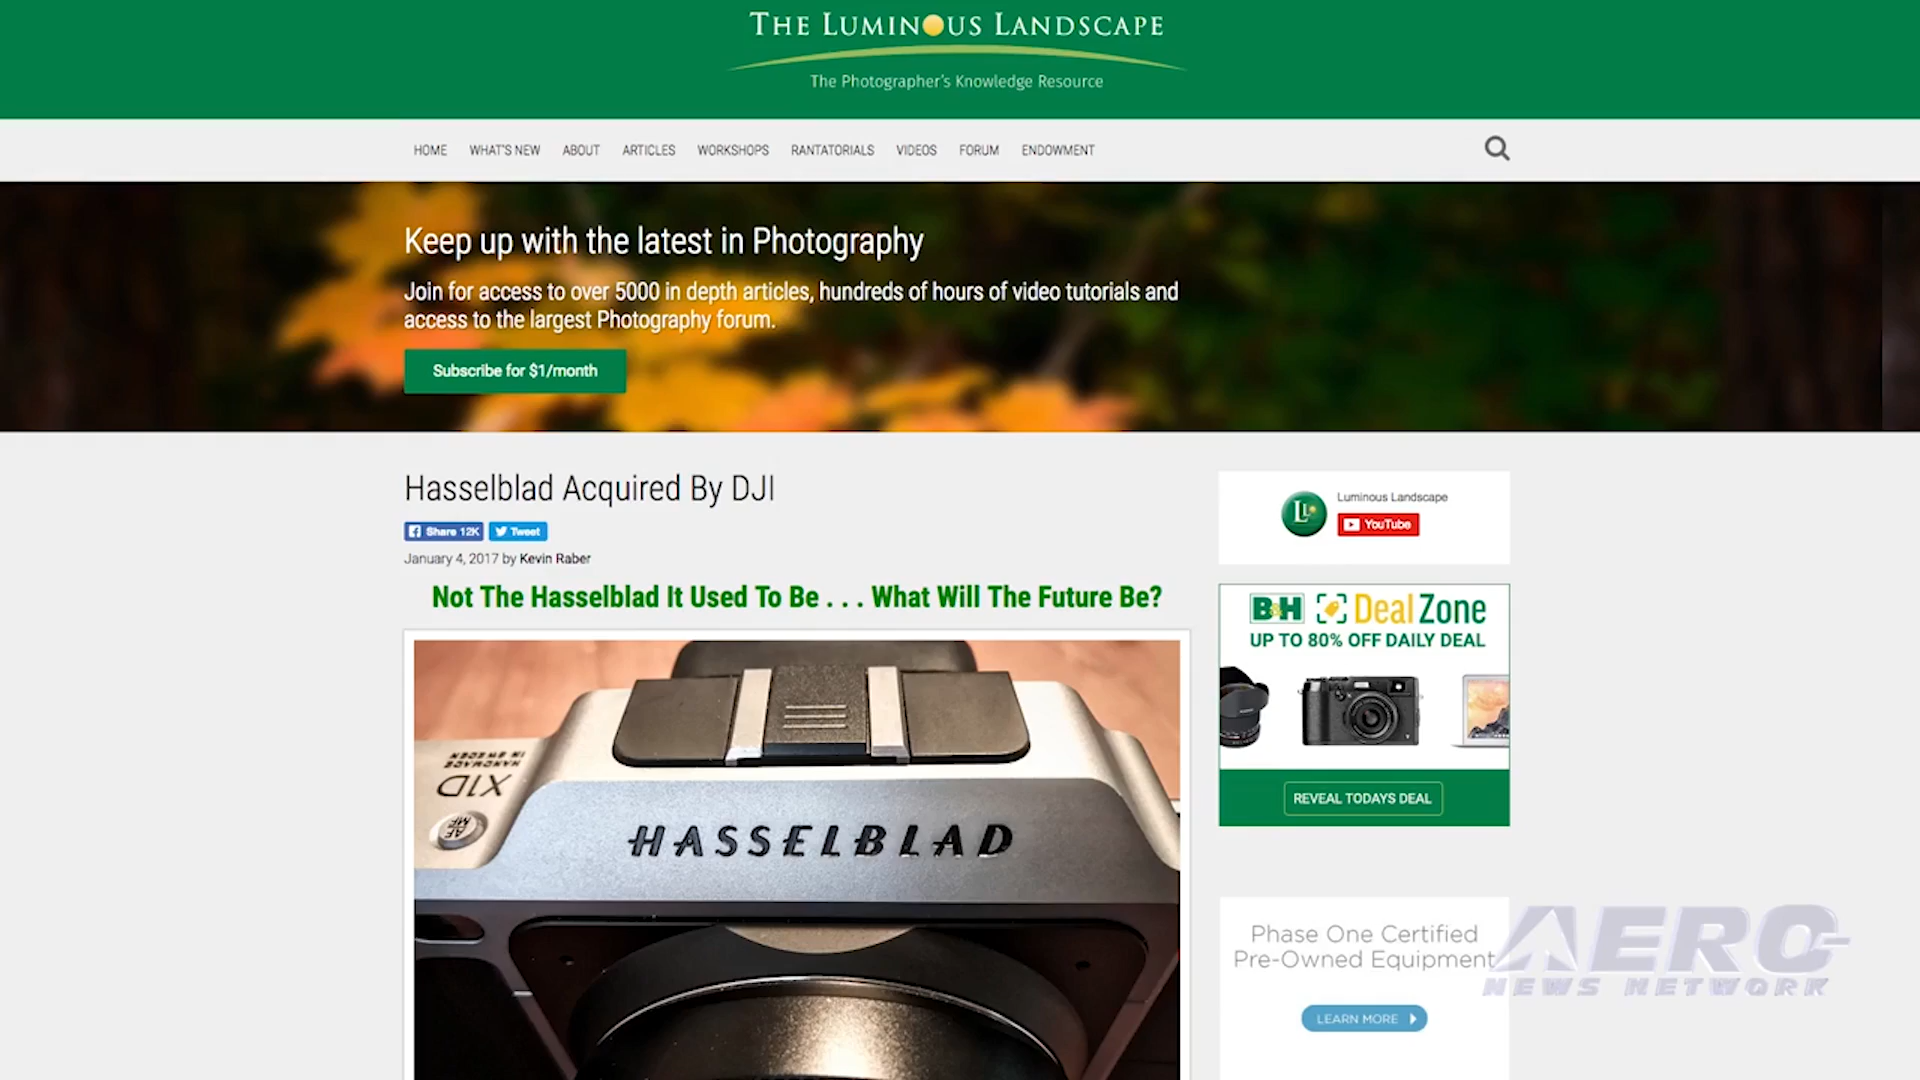 THE LUMINOUS LANDSCAPE
The Photographer's Knowledge Resource
HOME WHAT'S NEW ABOUT ARTICLES WORKSHOPS RANTATORIALS VIDEOS FORUM ENDOWMENT
Keep up with the latest in Photography
Join for access to over 5000 in depth articles, hundreds of hours of video tutorials and
access to the largest Photography forum.
Subscribe for $1/month
Hasselblad Acquired By DJI
Share 12K Tweet
January 4, 2017 by Kevin Raber
Not The Hasselblad It Used To Be . . . What Will The Future Be?
HANDMADE
IN SWEDEN
X1D
AF
MF
HASSELBLAD
Luminous Landscape
YouTube
B&H Deal Zone
UP TO 80% OFF DAILY DEAL
REVEAL TODAYS DEAL
Phase One Certified
Pre-Owned Equipment
LEARN MORE
AERO
NEWS NETWORK